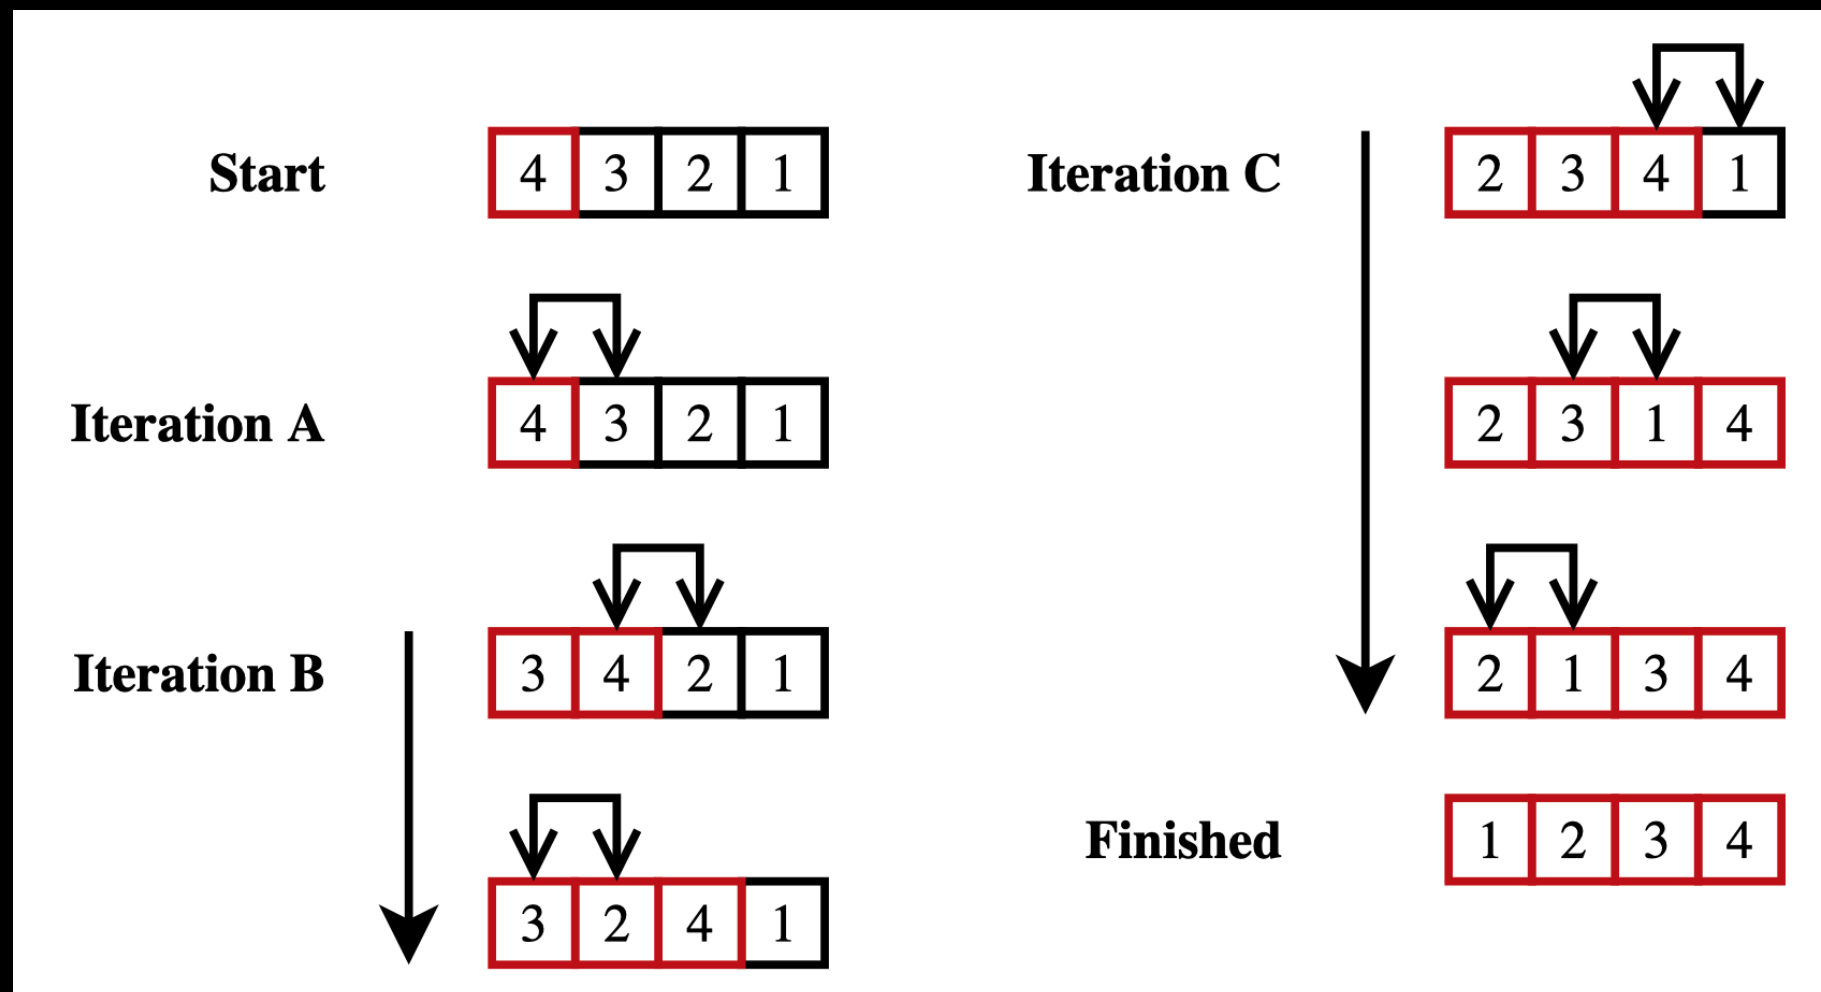 Start
4 3 2 1
Iteration A
4 3 2 1
Iteration B
3 4 2 1
3 2 4 1
Iteration C
2 3 4 1
2 3 1 4
2 1 3 4
Finished
1 2 3 4